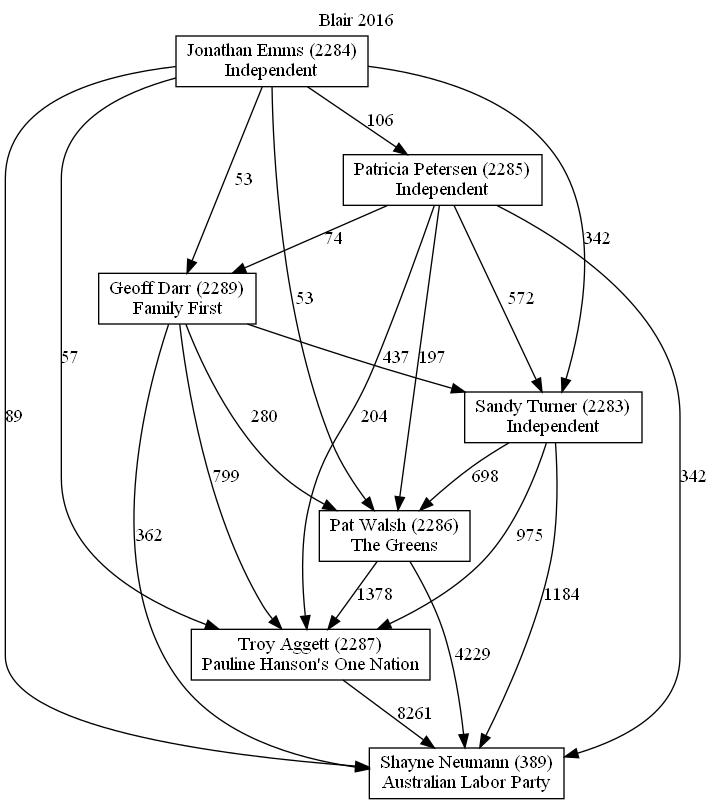 Blair 2016
Jonathan Emms (2284)
Independent
106
Patricia Petersen (2285)
Independent
53
74
342
Geoff Darr (2289)
Family First
53
572
57
437
197
Sandy Turner (2283)
Independent
89
280
204
799
698
342
Pat Walsh (2286)
The Greens
362
975
1378
1184
Troy Aggett (2287)
Pauline Hanson's One Nation
4229
8261
Shayne Neumann (389)
Australian Labor Party